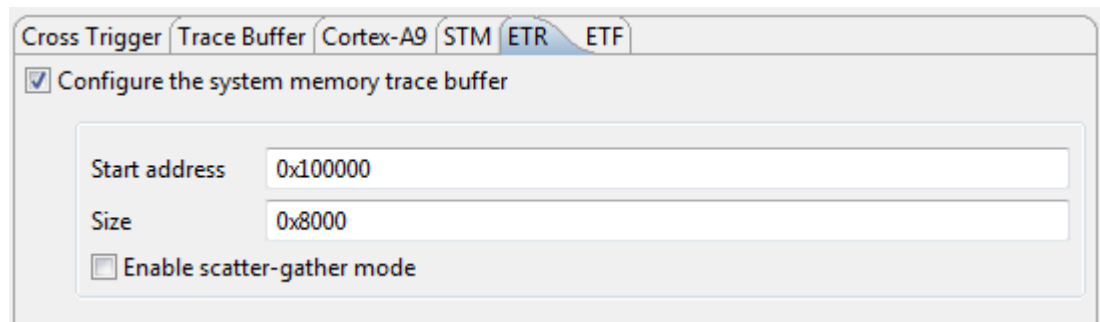 Cross Trigger Trace Buffer Cortex-A9 STM ETR ETF
Configure the system memory trace buffer
Start address 0x100000
Size 0x8000
Enable scatter-gather mode